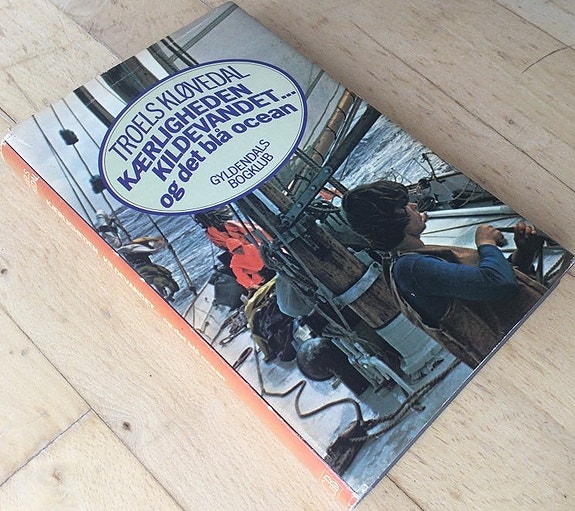 TROELS KLØVEDAL
KÆRLIGHEDEN
KILDEVANDET...
og det blå ocean
GYLDENDALS
BOGKLUB